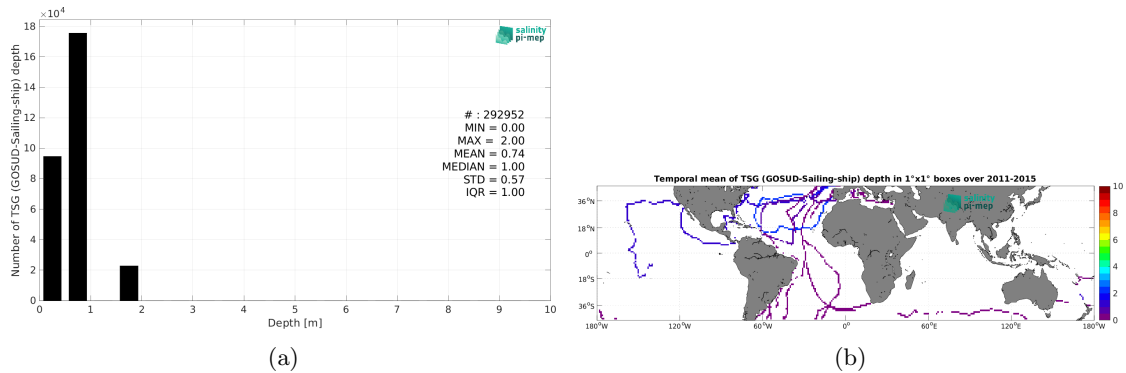 ×10⁴
18
16
14
12
10
8
6
4
2
0
Number of TSG (GOSUD-Sailing-ship) depth
salinity
pi-mep
# : 292952
MIN = 0.00
MAX = 2.00
MEAN = 0.74
MEDIAN = 1.00
STD = 0.57
IQR = 1.00
0 1 2 3 4 5 6 7 8 9 10
Depth [m]
(a)
Temporal mean of TSG (GOSUD-Sailing-ship) depth in 1°x1° boxes over 2011-2015
salinity
pi-mep
36°N
18°N
0°
18°S
36°S
180°W 120°W 60°W 0° 60°E 120°E 180°W
10
8
6
4
2
0
(b)